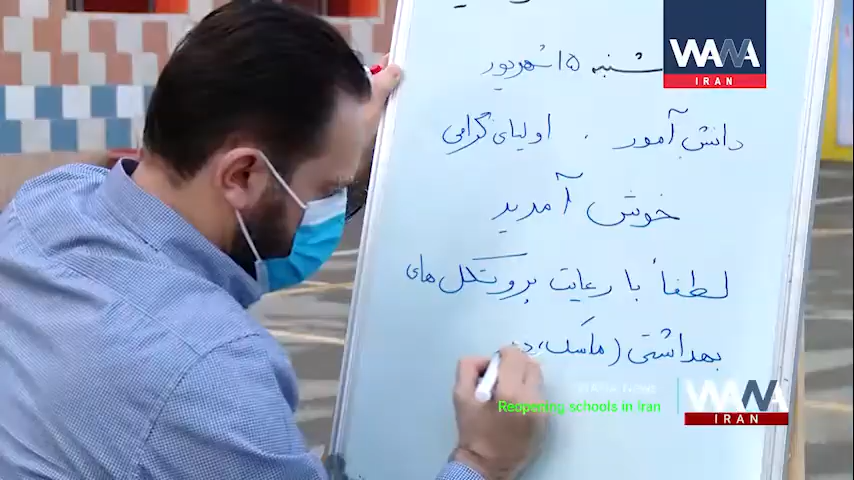 WANA
IRAN
شنبه ۱۵ شهریور
دانش آموز . اولیای گرامی
خوش آمدید
لطفاً با رعایت پروتکل های
بهداشتی (ماسک،
Reopening schools in Iran
WANA
IRAN